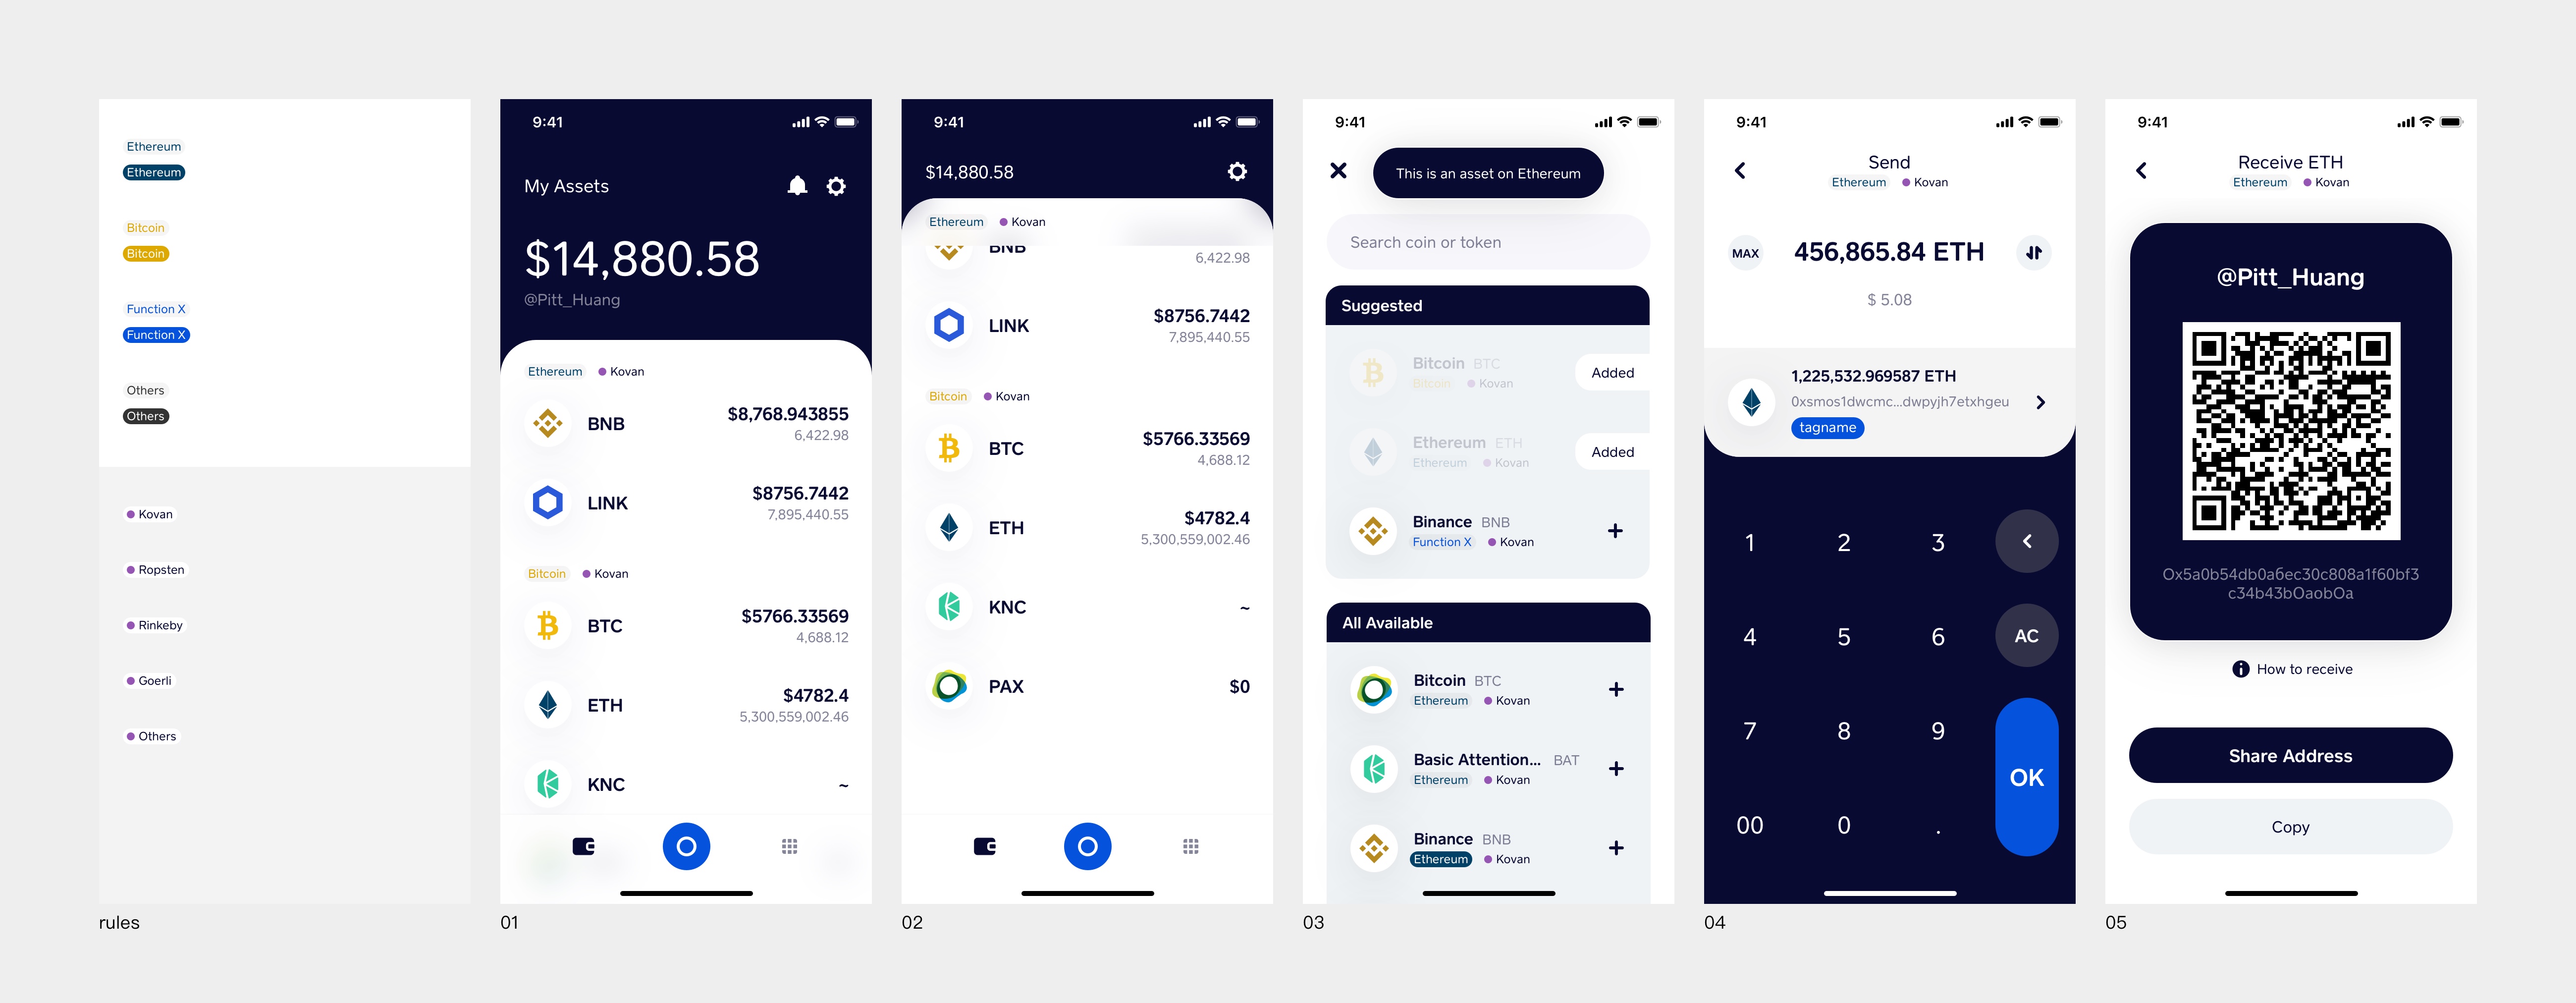 Ethereum
Ethereum
Bitcoin
Bitcoin
Function X
Function X
Others
Others
Kovan
Ropsten
Rinkeby
Goerli
Others
rules
9:41
My Assets
$14,880.58
@Pitt_Huang
Ethereum Kovan
BNB $8,768.943855
6,422.98
LINK $8756.7442
7,895,440.55
Bitcoin Kovan
BTC $5766.33569
4,688.12
ETH $4782.4
5,300,559,002.46
KNC ~
01
9:41
$14,880.58
Ethereum Kovan
BNB
6,422.98
LINK $8756.7442
7,895,440.55
Bitcoin Kovan
BTC $5766.33569
4,688.12
ETH $4782.4
5,300,559,002.46
KNC ~
PAX $0
02
9:41
This is an asset on Ethereum
Search coin or token
Suggested
Bitcoin BTC
Bitcoin Kovan
Added
Ethereum ETH
Ethereum Kovan
Added
Binance BNB
Function X Kovan
All Available
Bitcoin BTC
Ethereum Kovan
Basic Attention... BAT
Ethereum Kovan
Binance BNB
Ethereum Kovan
03
9:41
Send
Ethereum Kovan
MAX 456,865.84 ETH
$ 5.08
1,225,532.969587 ETH
0xsmos1dwcmc...dwpyjh7etxhgeu
tagname
1 2 3
4 5 6 AC
7 8 9
OK
00 0 .
04
9:41
Receive ETH
Ethereum Kovan
@Pitt_Huang
Ox5a0b54db0a6ec30c808a1f60bf3
c34b43bOaobOa
How to receive
Share Address
Copy
05